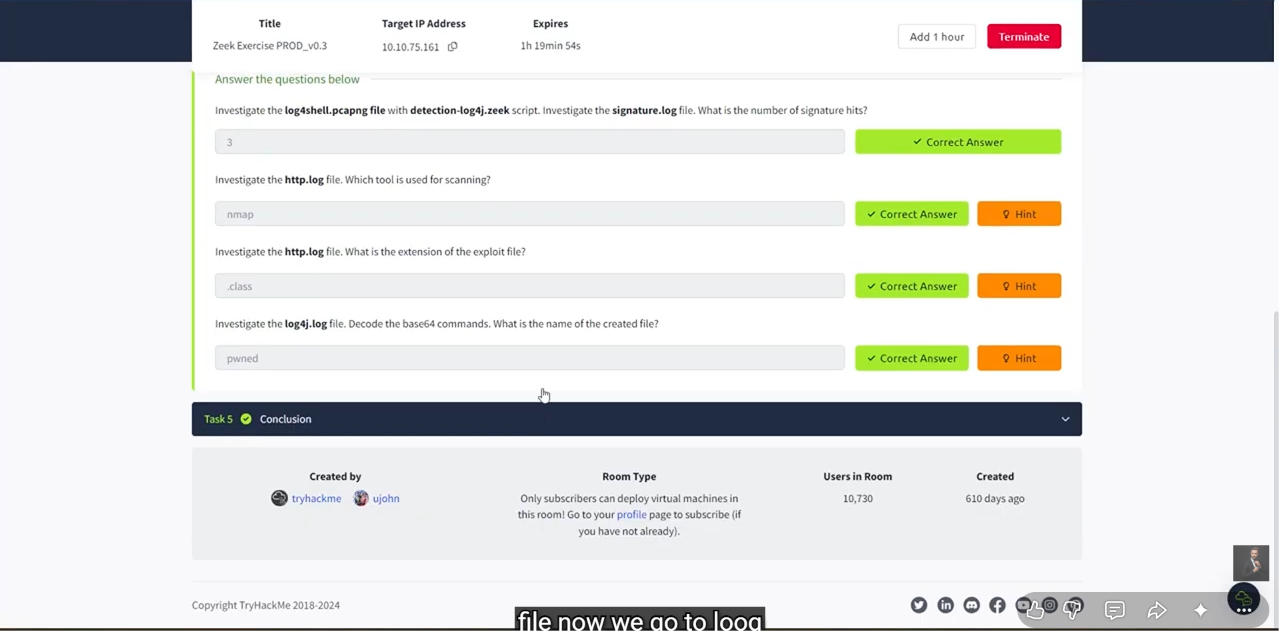 Title
Target IP Address
Expires
Zeek Exercise PROD_v0.3
10.10.75.161
1h 19min 54s
Add 1 hour
Terminate
Answer the questions below
Investigate the log4shell.pcapng file with detection-log4j.zeek script. Investigate the signature.log file. What is the number of signature hits?
3
Correct Answer
Investigate the http.log file. Which tool is used for scanning?
nmap
Correct Answer
Hint
Investigate the http.log file. What is the extension of the exploit file?
.class
Correct Answer
Hint
Investigate the log4j.log file. Decode the base64 commands. What is the name of the created file?
pwned
Correct Answer
Hint
Task 5 Conclusion
Created by
tryhackme ujohn
Room Type
Only subscribers can deploy virtual machines in
this room! Go to your profile page to subscribe (if
you have not already).
Users in Room
10,730
Created
610 days ago
Copyright TryHackMe 2018-2024
file now we go to loog